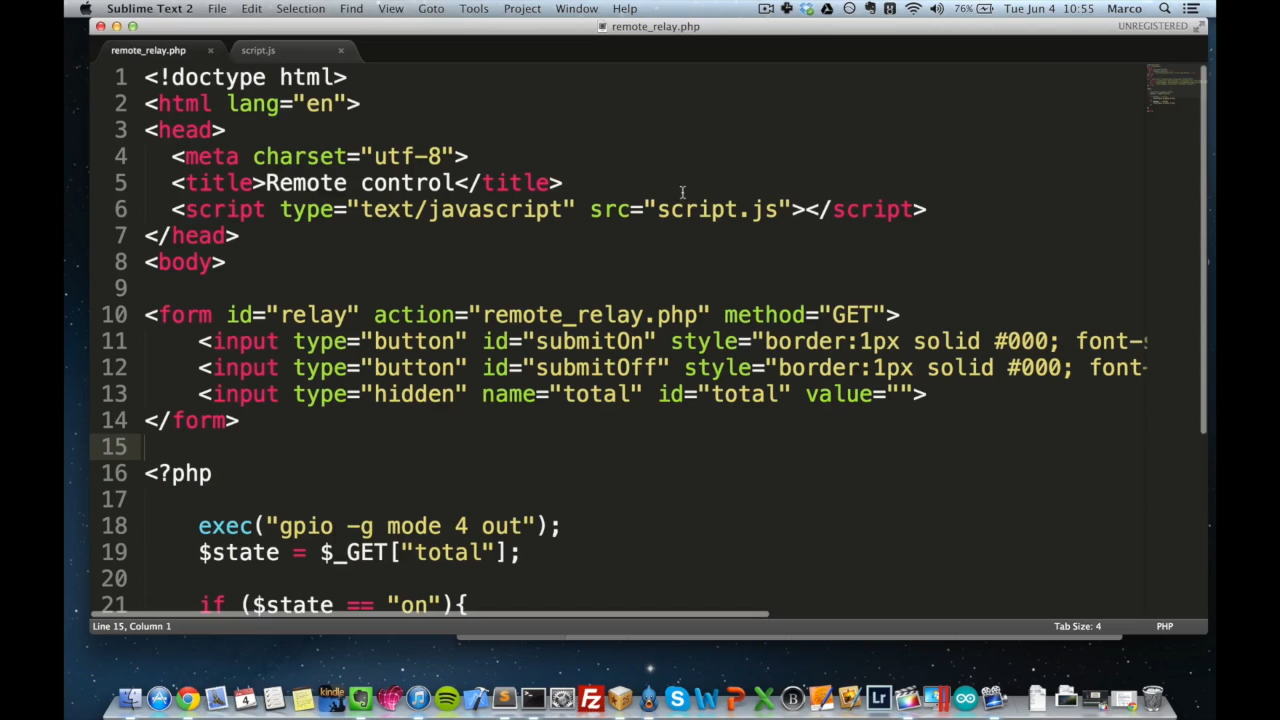 Sublime Text 2 File Edit Selection Find View Goto Tools Project Window Help 76% Tue Jun 4 10:55 Marco
remote_relay.php
UNREGISTERED
remote_relay.php × script.js ×
1 <!doctype html>
2 <html lang="en">
3 <head>
4 <meta charset="utf-8">
5 <title>Remote control</title>
6 <script type="text/javascript" src="script.js"></script>
7 </head>
8 <body>
9
10 <form id="relay" action="remote_relay.php" method="GET">
11 <input type="button" id="submitOn" style="border:1px solid #000; font-s
12 <input type="button" id="submitOff" style="border:1px solid #000; font-
13 <input type="hidden" name="total" id="total" value="">
14 </form>
15
16 <?php
17
18 exec("gpio -g mode 4 out");
19 $state = $_GET["total"];
20
21 if ($state == "on"){
Line 15, Column 1 Tab Size: 4 PHP
kindle
Fz
Lr